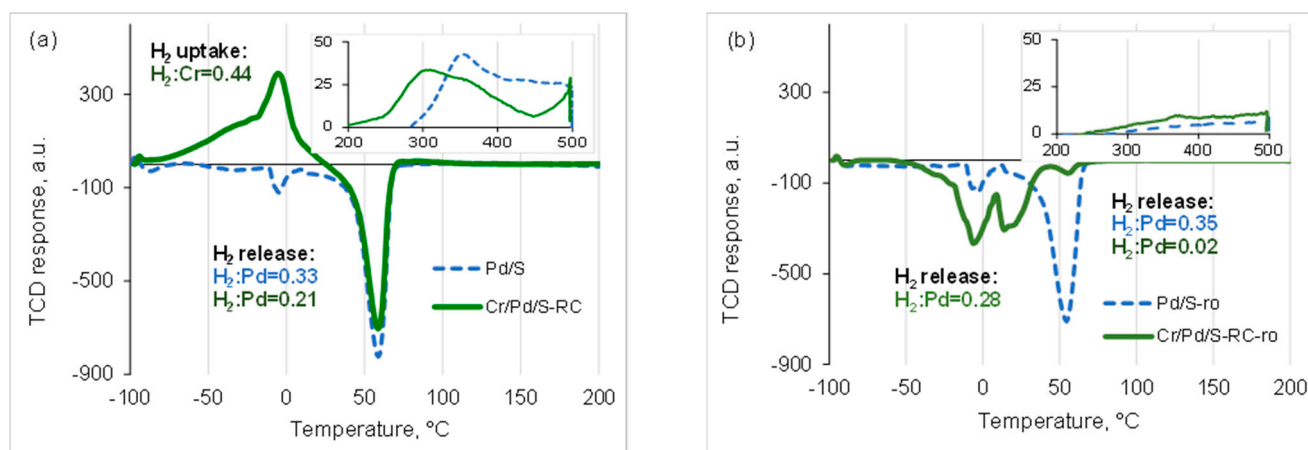 (a)
H₂ uptake:
H₂:Cr=0.44
TCD response, a.u.
300
-100
-500
-900
-100
-50
0
50
100
150
200
Temperature, °C
50
25
0
200
300
400
500
H₂ release:
H₂:Pd=0.33
H₂:Pd=0.21
Pd/S
Cr/Pd/S-RC
(b)
TCD response, a.u.
300
-100
-500
-900
-100
-50
0
50
100
150
200
Temperature, °C
50
25
0
200
300
400
500
H₂ release:
H₂:Pd=0.35
H₂:Pd=0.02
H₂ release:
H₂:Pd=0.28
Pd/S-ro
Cr/Pd/S-RC-ro